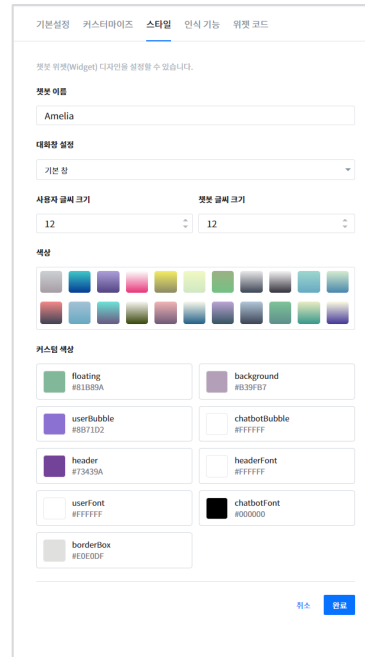 기본설정 커스터마이즈 스타일 인식 기능 위젯 코드
챗봇 위젯(Widget) 디자인을 설정할 수 있습니다.
챗봇 이름
Amelia
대화창 설정
기본 창
사용자 글씨 크기 챗봇 글씨 크기
12 12
색상
커스텀 색상
floating background
#81B89A #B39FB7
userBubble chatbotBubble
#8B71D2 #FFFFFF
header headerFont
#73439A #FFFFFF
userFont chatbotFont
#FFFFFF #000000
borderBox
#E0E0DF
취소 완료